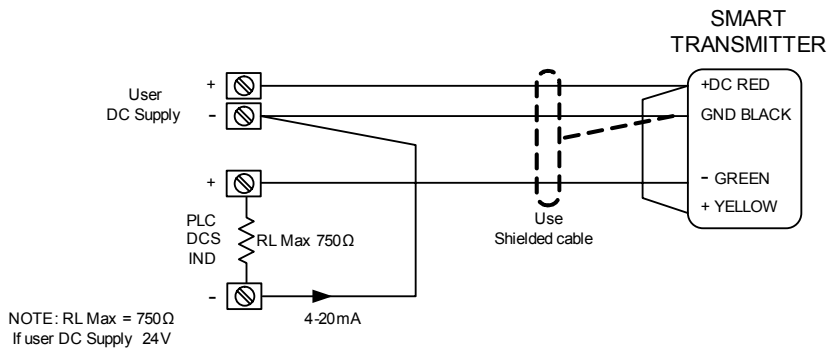 SMART
TRANSMITTER
User
DC Supply
+
-
+DC RED
GND BLACK
- GREEN
+ YELLOW
+
PLC
DCS
IND
RL Max 750Ω
-
4-20mA
Use
Shielded cable
NOTE: RL Max = 750Ω
If user DC Supply 24V